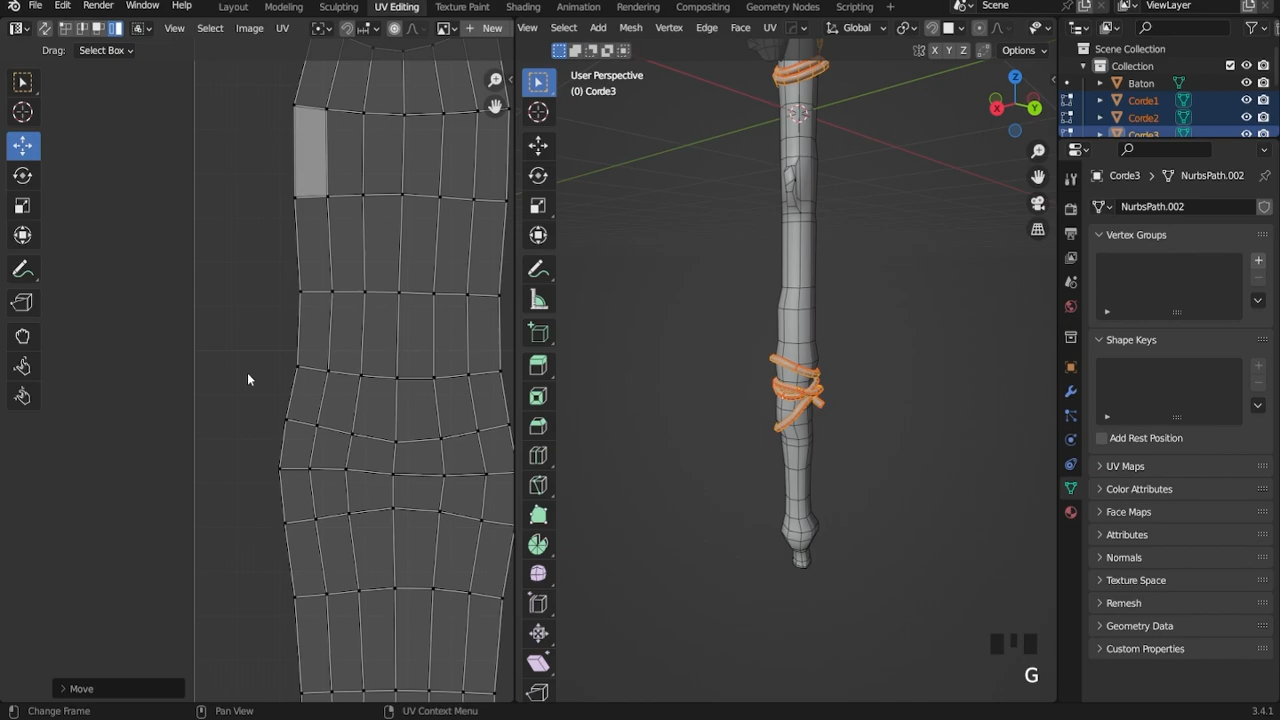 File Edit Render Window Help Layout Modeling Sculpting UV Editing Texture Paint Shading Animation Rendering Compositing Geometry Nodes Scripting + Scene ViewLayer
View Select Image UV New View Select Add Mesh Vertex Edge Face UV Global
Drag: Select Box X Y Z Options
User Perspective
(0) Corde3
Z
Y
X
Scene Collection
Collection
Baton
Corde1
Corde2
Corde3
Corde3 NurbsPath.002
NurbsPath.002
Vertex Groups
Shape Keys
Add Rest Position
UV Maps
Color Attributes
Face Maps
Attributes
Normals
Texture Space
Remesh
Geometry Data
Custom Properties
G
Move
Change Frame Pan View UV Context Menu 3.4.1